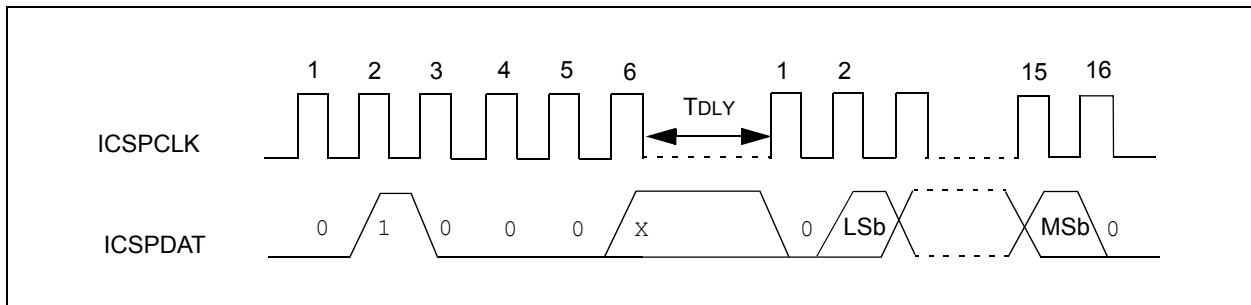 1 2 3 4 5 6 1 2 15 16
TDLY
ICSPCLK
0 1 0 0 0 X 0 LSb MSb 0
ICSPDAT